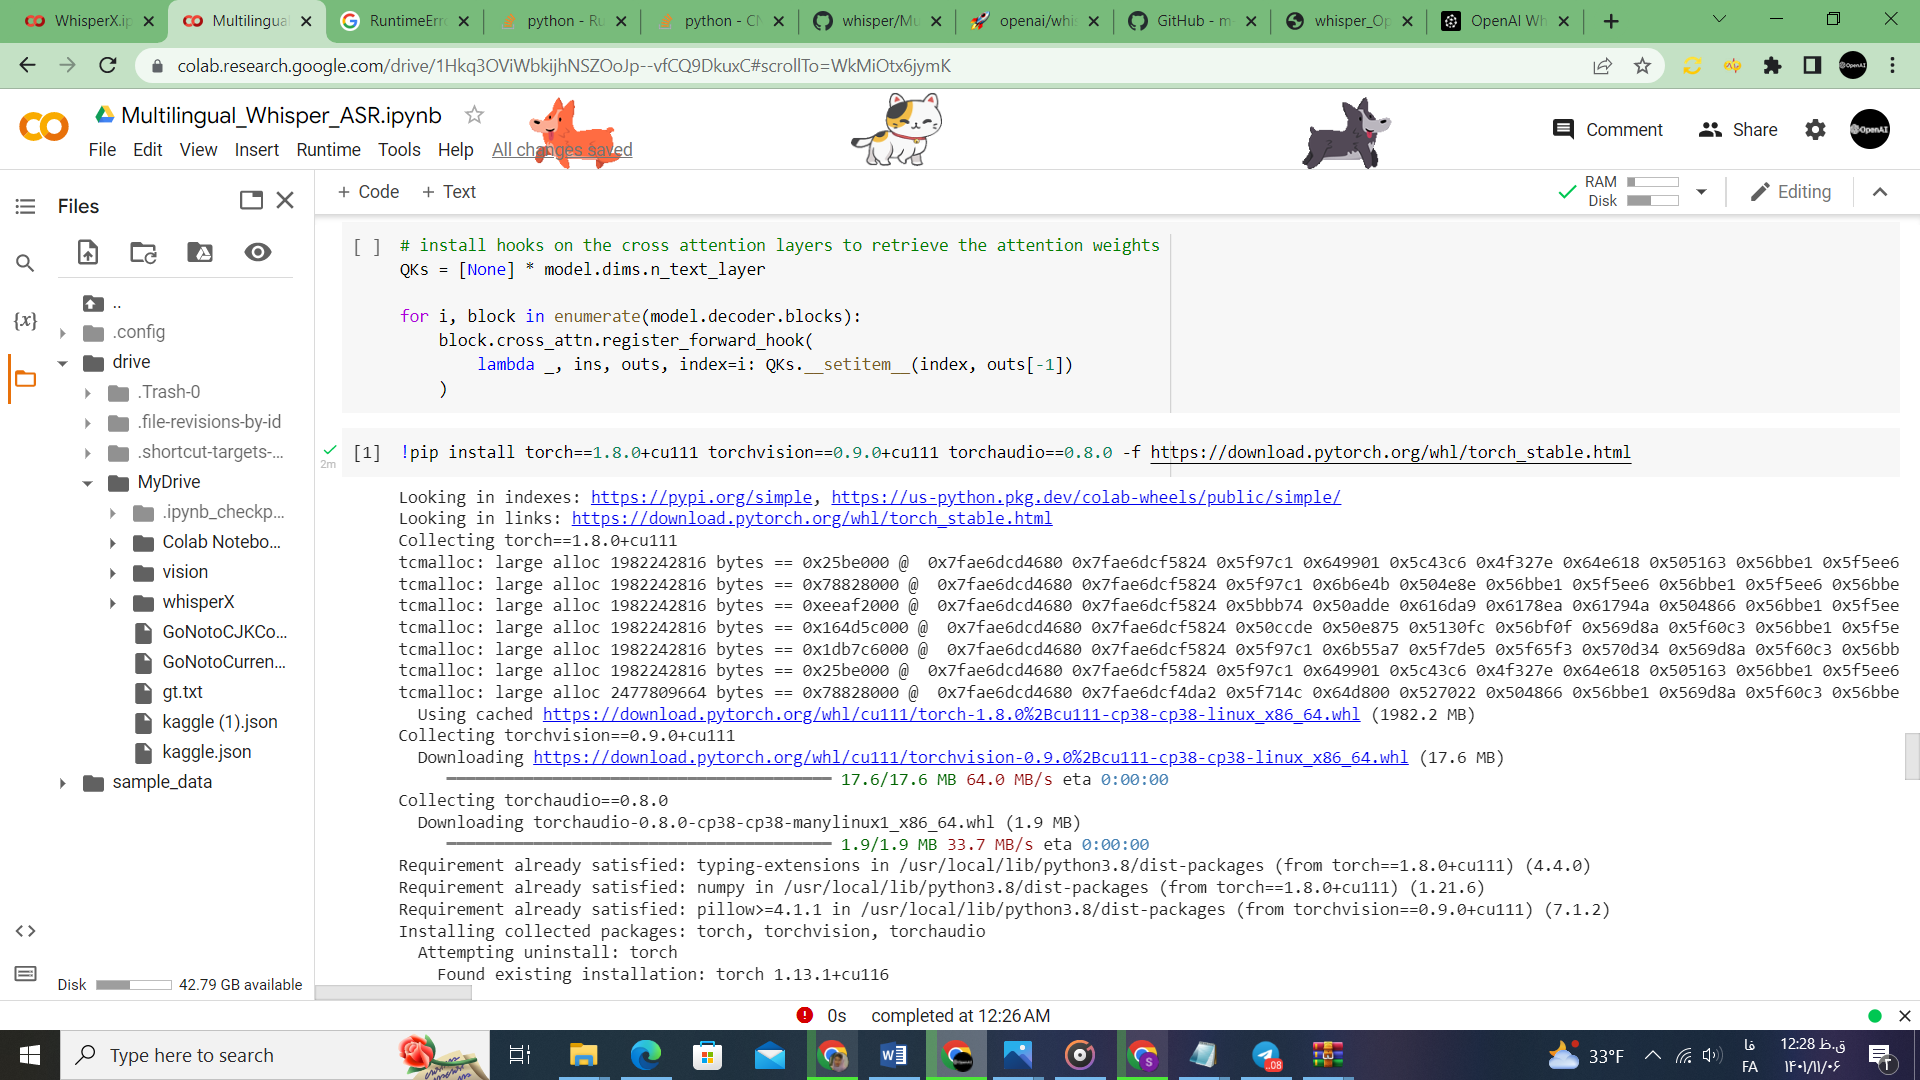 WhisperX.ip
Multilingual
RuntimeErro
python - Ru
python - CN
whisper/Mu
openai/whis
GitHub - m-
whisper_Op
OpenAI Wh
colab.research.google.com/drive/1Hkq3OViWbkijhNSZOoJp--vfCQ9DkuxC#scrollTo=WkMiOtx6jymK
Multilingual_Whisper_ASR.ipynb
File Edit View Insert Runtime Tools Help All changes saved
Comment Share
OpenAI
Files
+ Code + Text
RAM
Disk
Editing
..
.config
drive
.Trash-0
.file-revisions-by-id
.shortcut-targets-...
MyDrive
.ipynb_checkp...
Colab Notebo...
vision
whisperX
GoNotoCJKCo...
GoNotoCurren...
gt.txt
kaggle (1).json
kaggle.json
sample_data
Disk 42.79 GB available
[ ] # install hooks on the cross attention layers to retrieve the attention weights
QKs = [None] * model.dims.n_text_layer
for i, block in enumerate(model.decoder.blocks):
block.cross_attn.register_forward_hook(
lambda _, ins, outs, index=i: QKs.__setitem__(index, outs[-1])
)
2m
[1] !pip install torch==1.8.0+cu111 torchvision==0.9.0+cu111 torchaudio==0.8.0 -f https://download.pytorch.org/whl/torch_stable.html
Looking in indexes: https://pypi.org/simple, https://us-python.pkg.dev/colab-wheels/public/simple/
Looking in links: https://download.pytorch.org/whl/torch_stable.html
Collecting torch==1.8.0+cu111
tcmalloc: large alloc 1982242816 bytes == 0x25be000 @ 0x7fae6dcd4680 0x7fae6dcf5824 0x5f97c1 0x649901 0x5c43c6 0x4f327e 0x64e618 0x505163 0x56bbe1 0x5f5ee6
tcmalloc: large alloc 1982242816 bytes == 0x78828000 @ 0x7fae6dcd4680 0x7fae6dcf5824 0x5f97c1 0x6b6e4b 0x504e8e 0x56bbe1 0x5f5ee6 0x56bbe1 0x5f5ee6 0x56bbe
tcmalloc: large alloc 1982242816 bytes == 0xeeaf2000 @ 0x7fae6dcd4680 0x7fae6dcf5824 0x5bbb74 0x50adde 0x616da9 0x6178ea 0x61794a 0x504866 0x56bbe1 0x5f5ee
tcmalloc: large alloc 1982242816 bytes == 0x164d5c000 @ 0x7fae6dcd4680 0x7fae6dcf5824 0x50ccde 0x50e875 0x5130fc 0x56bf0f 0x569d8a 0x5f60c3 0x56bbe1 0x5f5e
tcmalloc: large alloc 1982242816 bytes == 0x1db7c6000 @ 0x7fae6dcd4680 0x7fae6dcf5824 0x5f97c1 0x6b55a7 0x5f7de5 0x5f65f3 0x570d34 0x569d8a 0x5f60c3 0x56bb
tcmalloc: large alloc 1982242816 bytes == 0x25be000 @ 0x7fae6dcd4680 0x7fae6dcf5824 0x5f97c1 0x649901 0x5c43c6 0x4f327e 0x64e618 0x505163 0x56bbe1 0x5f5ee6
tcmalloc: large alloc 2477809664 bytes == 0x78828000 @ 0x7fae6dcd4680 0x7fae6dcf4da2 0x5f714c 0x64d800 0x527022 0x504866 0x56bbe1 0x569d8a 0x5f60c3 0x56bbe
Using cached https://download.pytorch.org/whl/cu111/torch-1.8.0%2Bcu111-cp38-cp38-linux_x86_64.whl (1982.2 MB)
Collecting torchvision==0.9.0+cu111
Downloading https://download.pytorch.org/whl/cu111/torchvision-0.9.0%2Bcu111-cp38-cp38-linux_x86_64.whl (17.6 MB)
17.6/17.6 MB 64.0 MB/s eta 0:00:00
Collecting torchaudio==0.8.0
Downloading torchaudio-0.8.0-cp38-cp38-manylinux1_x86_64.whl (1.9 MB)
1.9/1.9 MB 33.7 MB/s eta 0:00:00
Requirement already satisfied: typing-extensions in /usr/local/lib/python3.8/dist-packages (from torch==1.8.0+cu111) (4.4.0)
Requirement already satisfied: numpy in /usr/local/lib/python3.8/dist-packages (from torch==1.8.0+cu111) (1.21.6)
Requirement already satisfied: pillow>=4.1.1 in /usr/local/lib/python3.8/dist-packages (from torchvision==0.9.0+cu111) (7.1.2)
Installing collected packages: torch, torchvision, torchaudio
Attempting uninstall: torch
Found existing installation: torch 1.13.1+cu116
0s completed at 12:26 AM
Type here to search
33°F
فا
FA
12:28 ق.ظ
۱۴۰۱/۱۱/۰۶